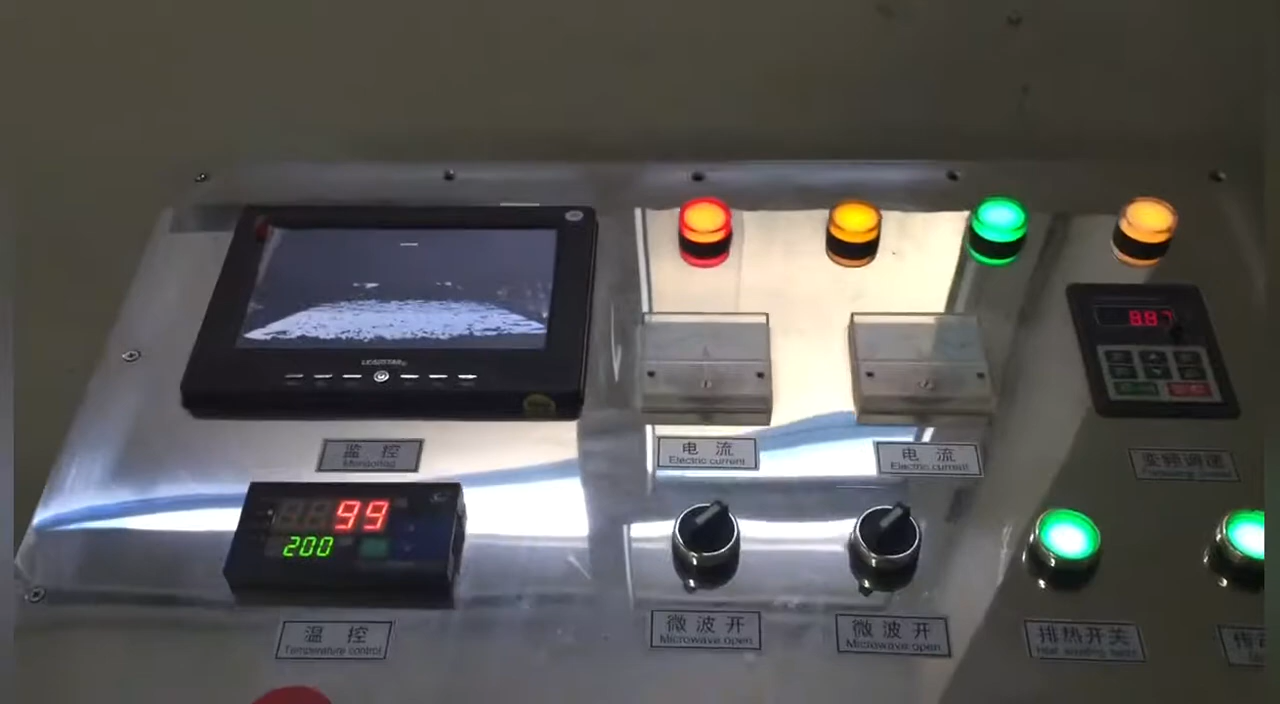 监 控
Monitoring
99
200
温 控
Temperature control
电 流
Electric current
电 流
Electric current
变频调速
微 波 开
Microwave open
微 波 开
Microwave open
排热开关